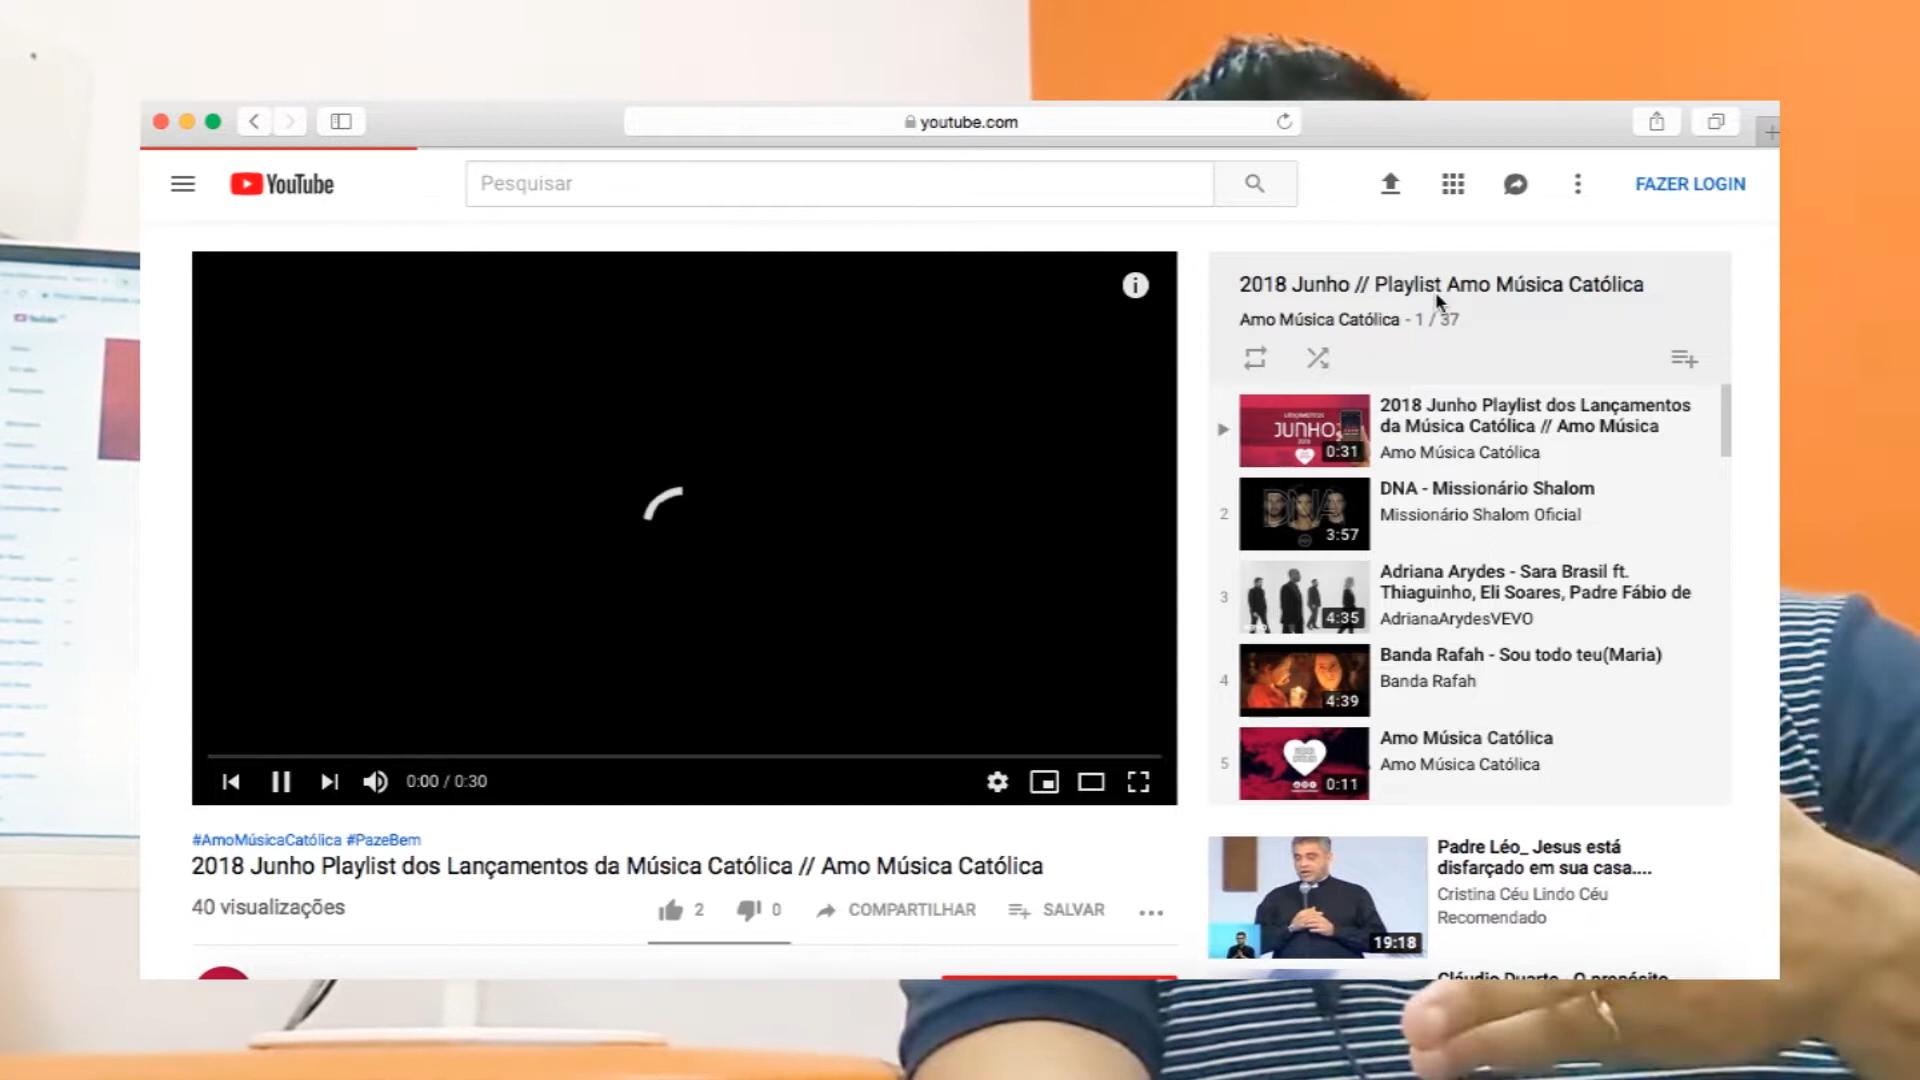 youtube.com
YouTube
Pesquisar
FAZER LOGIN
2018 Junho // Playlist Amo Música Católica
Amo Música Católica - 1 / 37
JUNHO
0:31
2018 Junho Playlist dos Lançamentos
da Música Católica // Amo Música
Amo Música Católica
2
DNA
3:57
DNA - Missionário Shalom
Missionário Shalom Oficial
3
4:35
Adriana Arydes - Sara Brasil ft.
Thiaguinho, Eli Soares, Padre Fábio de
AdrianaArydesVEVO
4
4:39
Banda Rafah - Sou todo teu(Maria)
Banda Rafah
5
0:11
Amo Música Católica
Amo Música Católica
0:00 / 0:30
#AmoMúsicaCatólica #PazeBem
2018 Junho Playlist dos Lançamentos da Música Católica // Amo Música Católica
40 visualizações
2
0
COMPARTILHAR
SALVAR
19:18
Padre Léo_ Jesus está
disfarçado em sua casa....
Cristina Céu Lindo Céu
Recomendado
Cláudio Duarte - O propósito